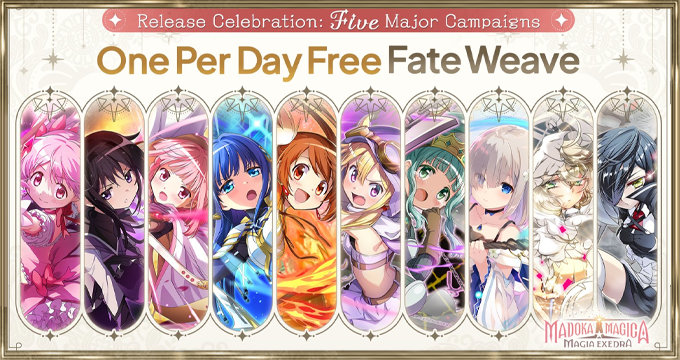 Release Celebration: Five Major Campaigns
One Per Day Free Fate Weave
MADOKA MAGICA
MAGIA EXEDRA